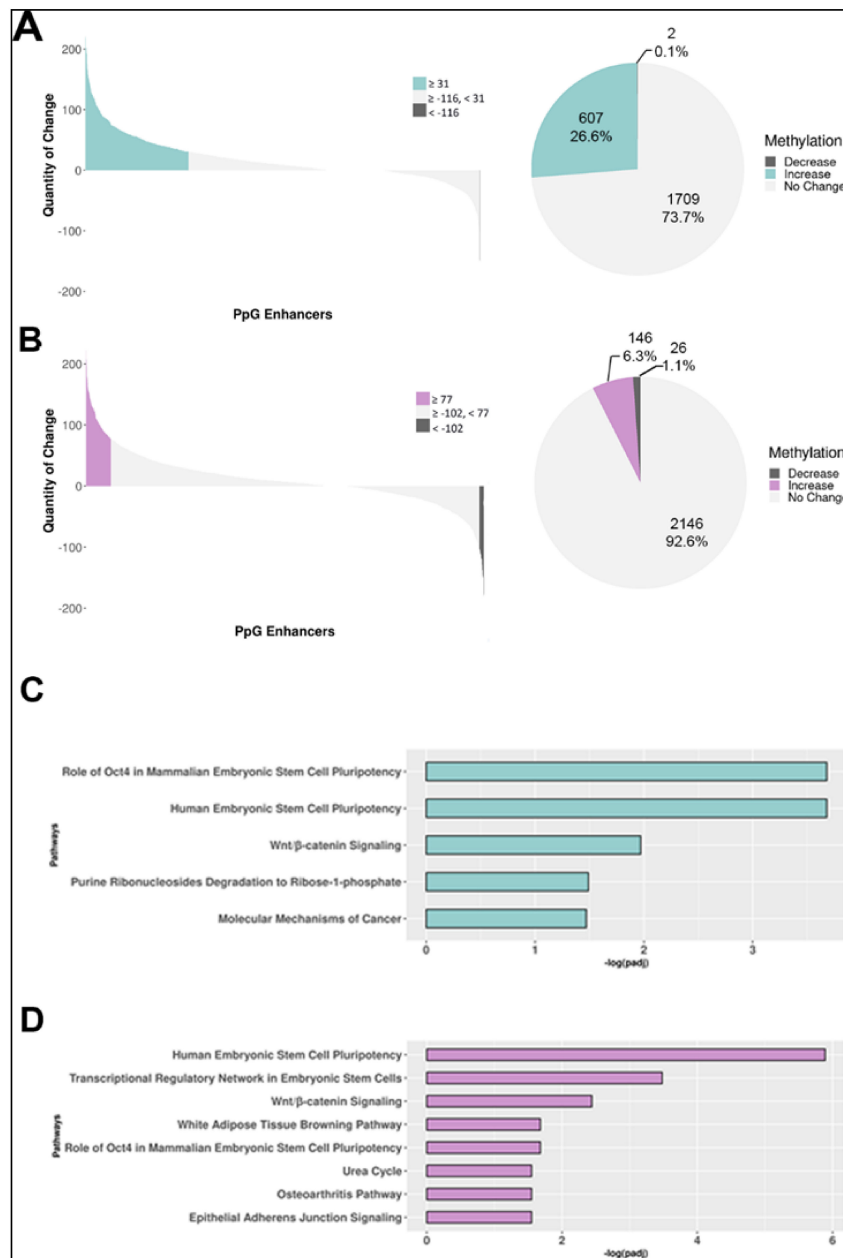 A
200
100
0
-100
-200
Quantity of Change
PpG Enhancers
≥ 31
≥ -116, < 31
< -116
2
0.1%
607
26.6%
1709
73.7%
Methylation
Decrease
Increase
No Change
B
200
100
0
-100
-200
Quantity of Change
PpG Enhancers
≥ 77
≥ -102, < 77
< -102
146
6.3%
26
1.1%
2146
92.6%
Methylation
Decrease
Increase
No Change
C
Pathways
Role of Oct4 in Mammalian Embryonic Stem Cell Pluripotency
Human Embryonic Stem Cell Pluripotency
Wnt/β-catenin Signaling
Purine Ribonucleosides Degradation to Ribose-1-phosphate
Molecular Mechanisms of Cancer
0 1 2 3
-log(padj)
D
Pathways
Human Embryonic Stem Cell Pluripotency
Transcriptional Regulatory Network in Embryonic Stem Cells
Wnt/β-catenin Signaling
White Adipose Tissue Browning Pathway
Role of Oct4 in Mammalian Embryonic Stem Cell Pluripotency
Urea Cycle
Osteoarthritis Pathway
Epithelial Adherens Junction Signaling
0 2 4 6
-log(padj)